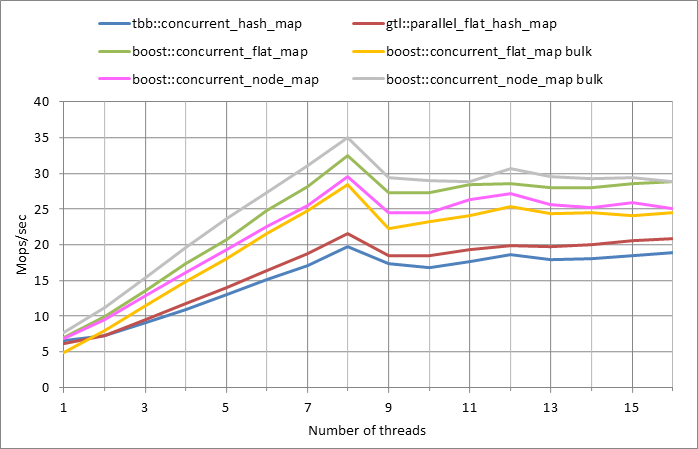 tbb::concurrent_hash_map gtl::parallel_flat_hash_map
boost::concurrent_flat_map boost::concurrent_flat_map bulk
boost::concurrent_node_map boost::concurrent_node_map bulk
40
35
30
25
20
15
10
5
0
Mops/sec
1 3 5 7 9 11 13 15
Number of threads